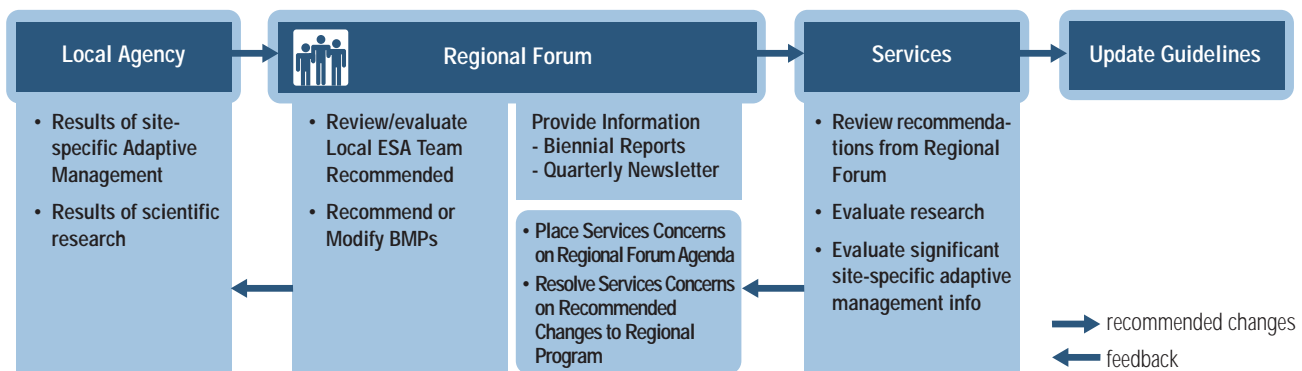 Local Agency
Regional Forum
Services
Update Guidelines
• Results of site-
specific Adaptive
Management
• Results of scientific
research
• Review/evaluate
Local ESA Team
Recommended
• Recommend or
Modify BMPs
Provide Information
- Biennial Reports
- Quarterly Newsletter
• Place Services Concerns
on Regional Forum Agenda
• Resolve Services Concerns
on Recommended
Changes to Regional
Program
• Review recommenda-
tions from Regional
Forum
• Evaluate research
• Evaluate significant
site-specific adaptive
management info
recommended changes
feedback